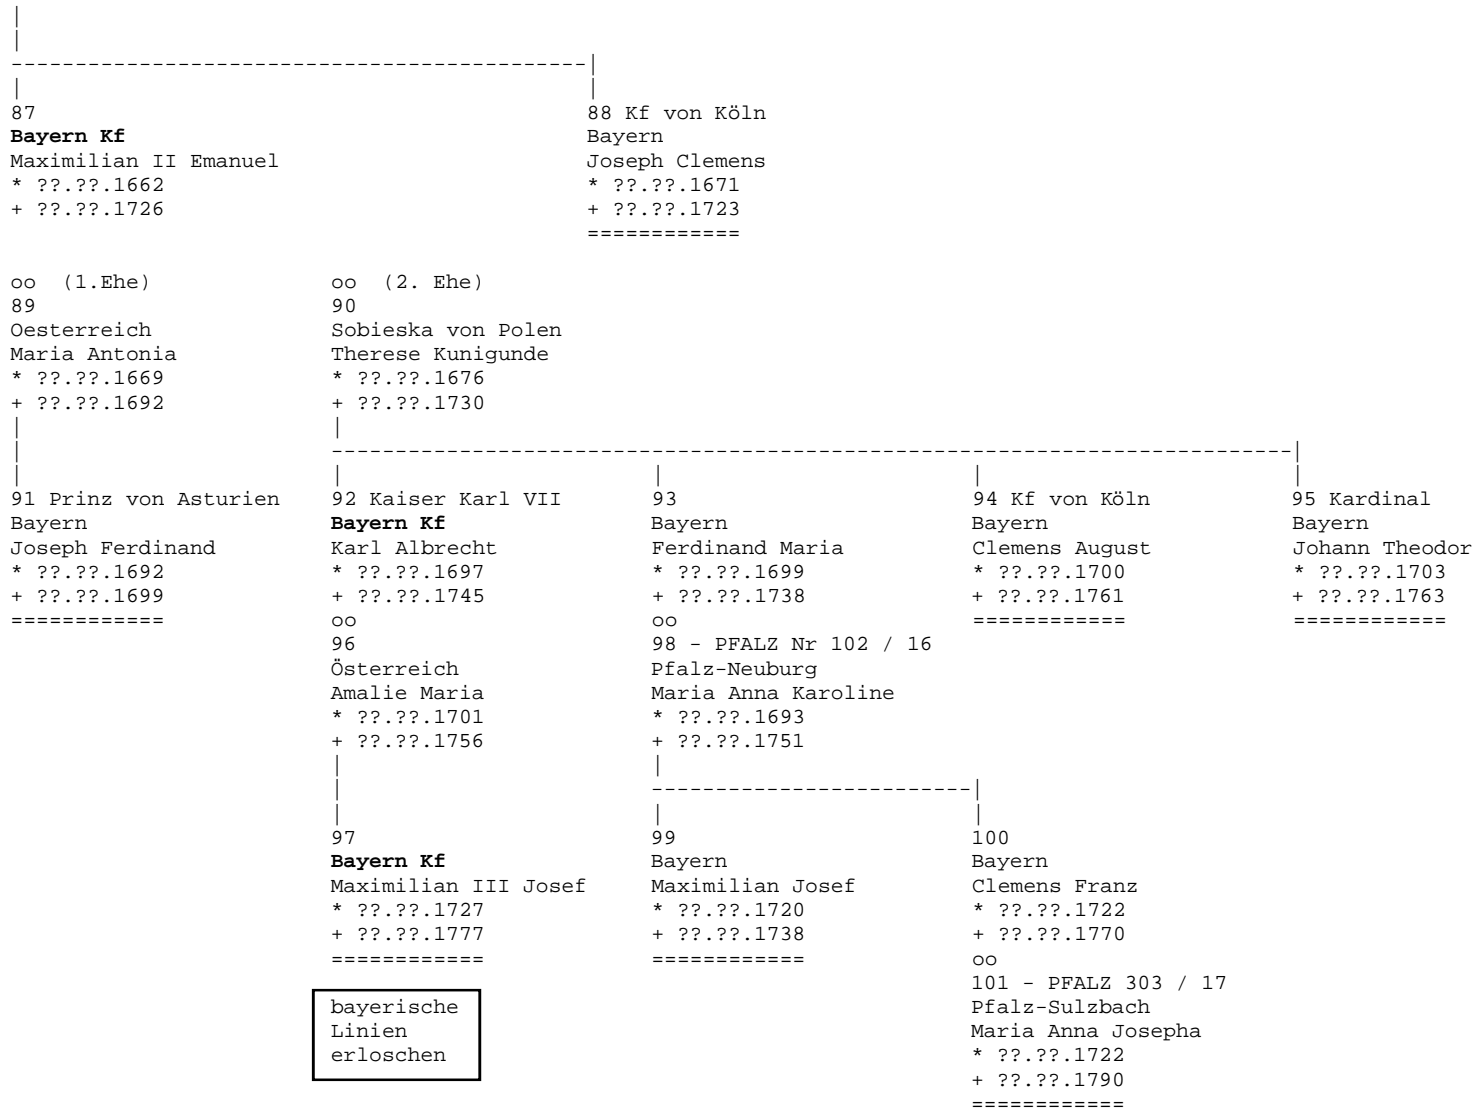 87 88 Kf von Köln
Bayern Kf Bayern
Maximilian II Emanuel Joseph Clemens
* ??.??.1662 * ??.??.1671
+ ??.??.1726 + ??.??.1723
============
oo (1.Ehe) oo (2. Ehe)
89 90
Oesterreich Sobieska von Polen
Maria Antonia Therese Kunigunde
* ??.??.1669 * ??.??.1676
+ ??.??.1692 + ??.??.1730
91 Prinz von Asturien 92 Kaiser Karl VII 93 94 Kf von Köln 95 Kardinal
Bayern Bayern Kf Bayern Bayern Bayern
Joseph Ferdinand Karl Albrecht Ferdinand Maria Clemens August Johann Theodor
* ??.??.1692 * ??.??.1697 * ??.??.1699 * ??.??.1700 * ??.??.1703
+ ??.??.1699 + ??.??.1745 + ??.??.1738 + ??.??.1761 + ??.??.1763
============ oo oo ============ ============
96 98 - PFALZ Nr 102 / 16
Österreich Pfalz-Neuburg
Amalie Maria Maria Anna Karoline
* ??.??.1701 * ??.??.1693
+ ??.??.1756 + ??.??.1751
97 99 100
Bayern Kf Bayern Bayern
Maximilian III Josef Maximilian Josef Clemens Franz
* ??.??.1727 * ??.??.1720 * ??.??.1722
+ ??.??.1777 + ??.??.1738 + ??.??.1770
============ ============ oo
101 - PFALZ 303 / 17
bayerische Pfalz-Sulzbach
Linien Maria Anna Josepha
erloschen * ??.??.1722
+ ??.??.1790
============